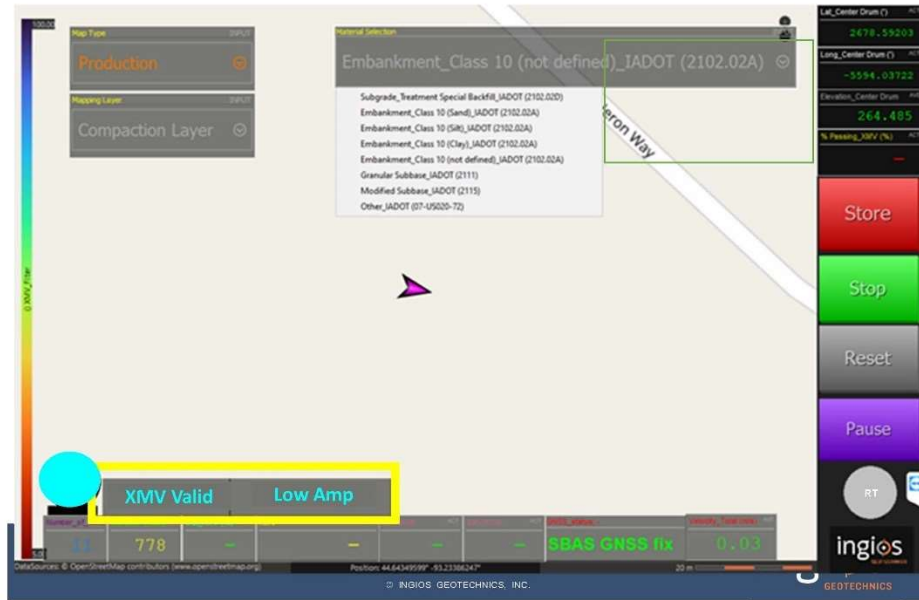 100.00
Map Type INPUT
Production
Mapping Layer INPUT
Compaction Layer
Material Selection
Embankment_Class 10 (not defined)_IADOT (2102.02A)
Subgrade_Treatment Special Backfill_IADOT (2102.02D)
Embankment_Class 10 (Sand)_IADOT (2102.02A)
Embankment_Class 10 (Silt)_IADOT (2102.02A)
Embankment_Class 10 (Clay)_IADOT (2102.02A)
Embankment_Class 10 (not defined)_IADOT (2102.02A)
Granular Subbase_IADOT (2111)
Modified Subbase_IADOT (2115)
Other_IADOT (07-US020-72)
eron Way
Lat_Center Drum (')
2678.59203
Long_Center Drum (')
-5594.03722
Elevation_Center Drum
264.485
% Passing_XMV (%)
Store
Stop
Reset
Pause
RT
ingios
GEOTECHNICS
XMV Valid Low Amp
11
778
GNSS_status
SBAS GNSS fix
0.03
DataSources: © OpenStreetMap contributors (www.openstreetmap.org)
Position: 44.64349599° -93.23386247°
20 m
© INGIOS GEOTECHNICS, INC.
GEOTECHNICS